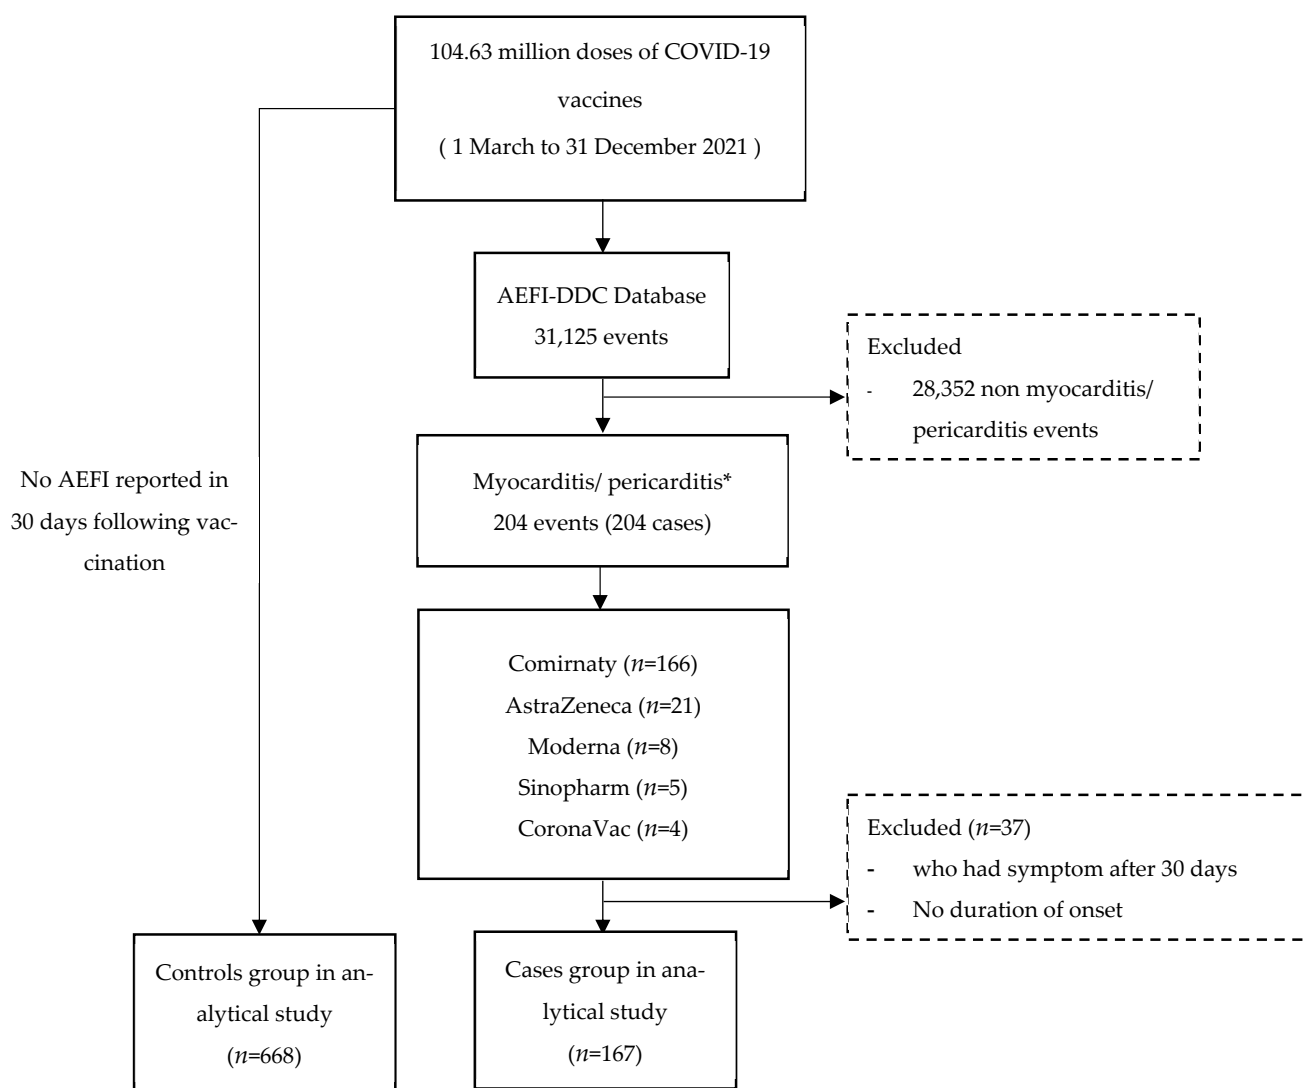 104.63 million doses of COVID-19
vaccines
( 1 March to 31 December 2021 )
AEFI-DDC Database
31,125 events
Excluded
- 28,352 non myocarditis/
pericarditis events
No AEFI reported in
30 days following vac-
cination
Myocarditis/ pericarditis*
204 events (204 cases)
Comirnaty (n=166)
AstraZeneca (n=21)
Moderna (n=8)
Sinopharm (n=5)
CoronaVac (n=4)
Excluded (n=37)
- who had symptom after 30 days
- No duration of onset
Controls group in an-
alytical study
(n=668)
Cases group in ana-
lytical study
(n=167)